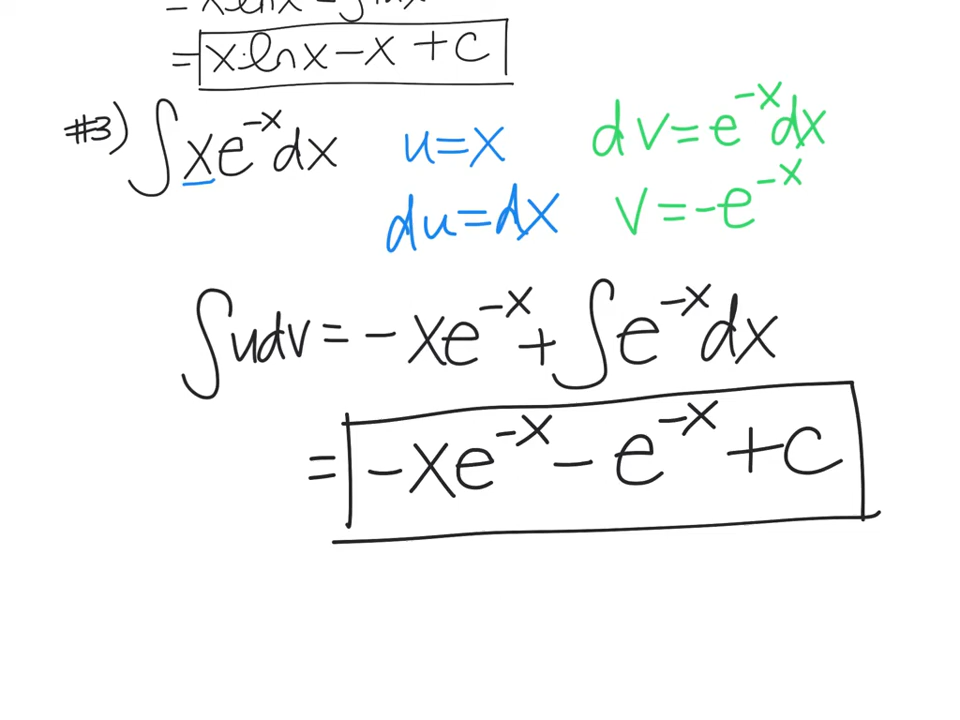 = x·lnx - x + C
#3) ∫xe^{-x}dx u=x dv=e^{-x}dx
du=dx v=-e^{-x}
∫udv = -xe^{-x} + ∫e^{-x}dx
= -xe^{-x} - e^{-x} + C